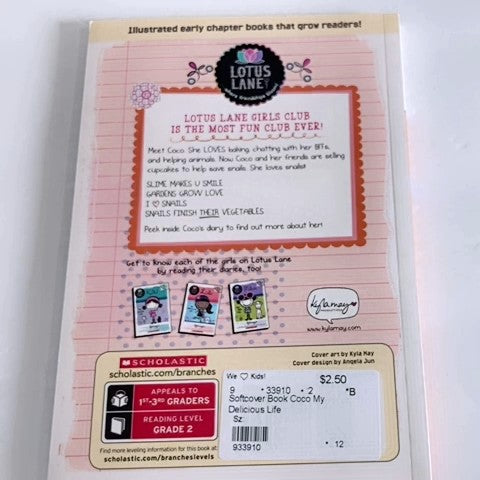 Illustrated early chapter books that grow readers!
LOTUS
LANE
LOTUS LANE GIRLS CLUB
IS THE MOST FUN CLUB EVER!
Meet Coco. She LOVES baking, chatting with her BFFs,
and helping animals. Now Coco and her friends are selling
cupcakes to help save snails. She loves snails!
SLIME MAKES U SMILE
GARDENS GROW LOVE
I ♡ SNAILS
SNAILS FINISH THEIR VEGETABLES
Peek inside Coco's diary to find out more about her!
Get to know each of the girls on Lotus Lane
by reading their diaries, too!
kyla may
www.kylamay.com
SCHOLASTIC
scholastic.com/branches
Cover art by Kyla May
Cover design by Angela Jun
APPEALS TO
1ST–3RD GRADERS
READING LEVEL
GRADE 2
Find more leveling information for this book at:
scholastic.com/brancheslevels
We ♡ Kids!
$2.50
9 33910 2 *B
Softcover Book Coco My
Delicious Life
Sz:
933910
12